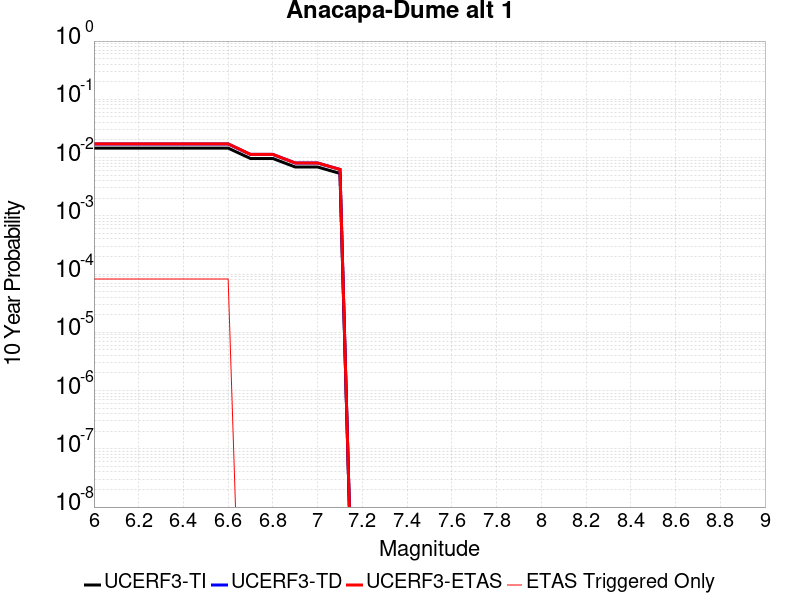 Anacapa-Dume alt 1
10 0
10 -1
10 -2
10 -3
10 -4
10 -5
10 -6
10 -7
10 -8
10 Year Probability
6 6.2 6.4 6.6 6.8 7 7.2 7.4 7.6 7.8 8 8.2 8.4 8.6 8.8 9
Magnitude
UCERF3-TI UCERF3-TD UCERF3-ETAS ETAS Triggered Only